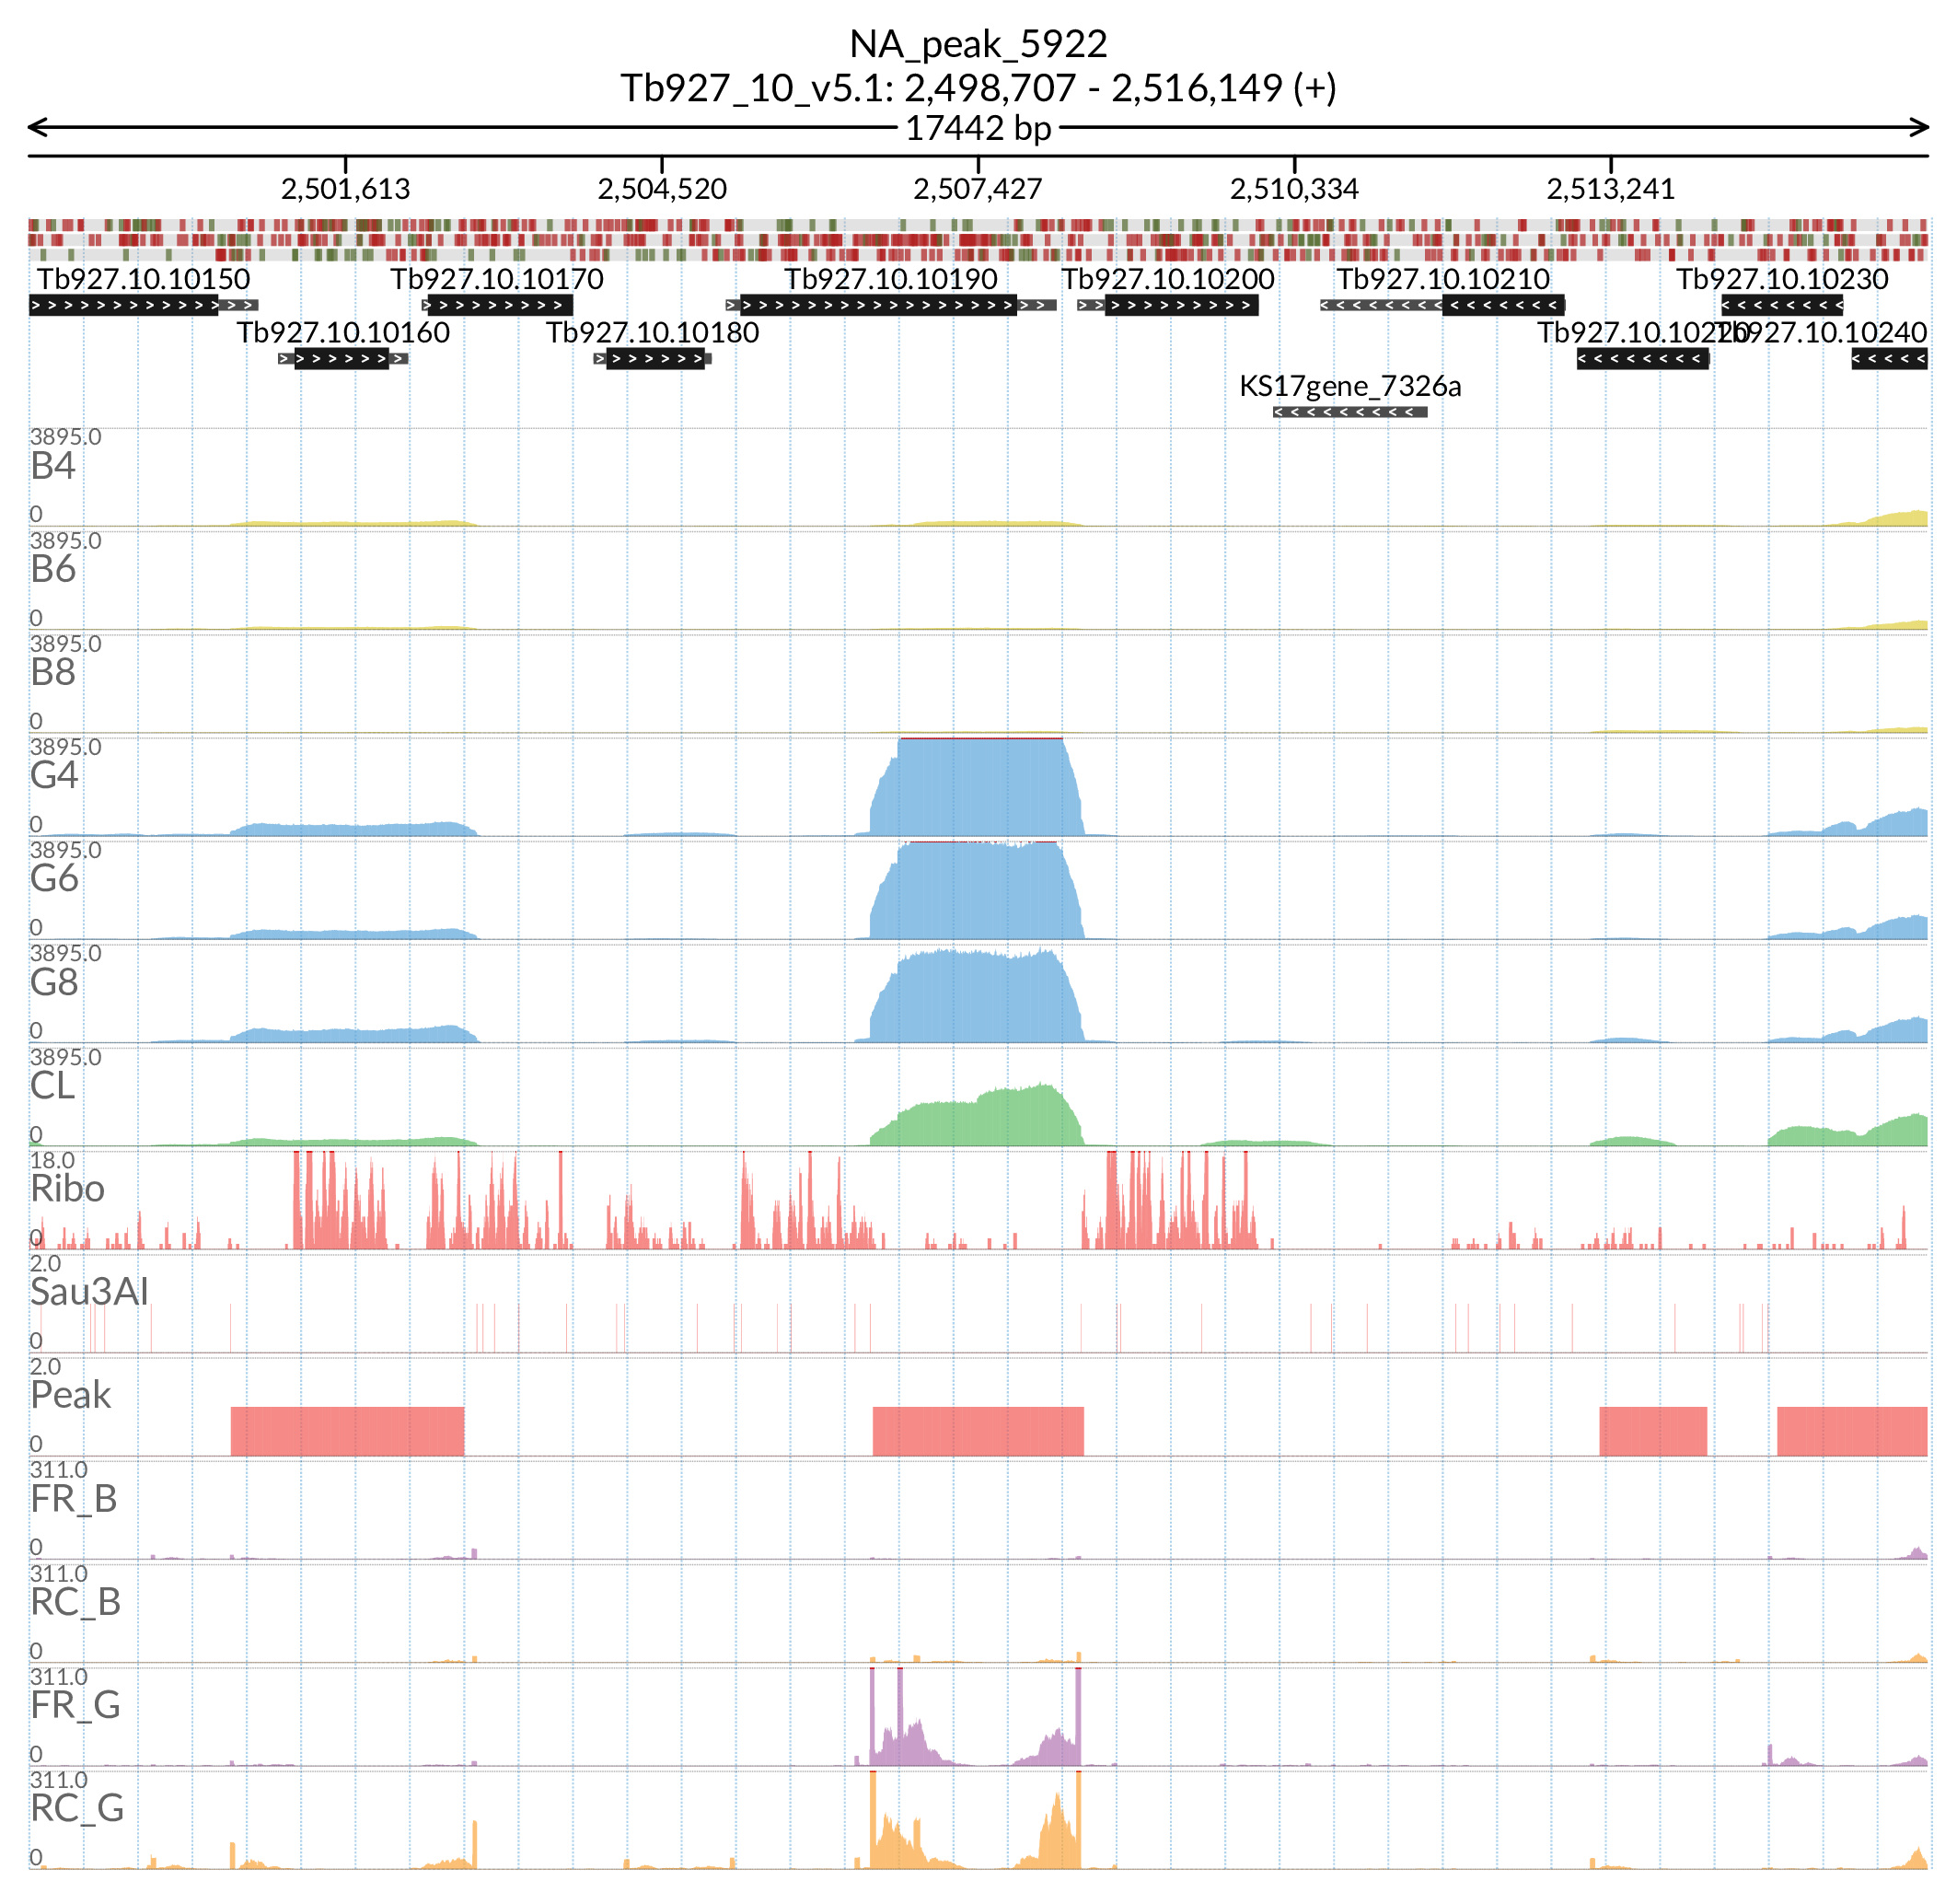 NA_peak_5922
Tb927_10_v5.1: 2,498,707 - 2,516,149 (+)
17442 bp
2,501,613 2,504,520 2,507,427 2,510,334 2,513,241
Tb927.10.10150 Tb927.10.10170 Tb927.10.10190 Tb927.10.10200 Tb927.10.10210 Tb927.10.10230
Tb927.10.10160 Tb927.10.10180 Tb927.10.10220 Tb927.10.10240
KS17gene_7326a
3895.0
B4
0
3895.0
B6
0
3895.0
B8
0
3895.0
G4
0
3895.0
G6
0
3895.0
G8
0
3895.0
CL
0
18.0
Ribo
0
2.0
Sau3AI
0
2.0
Peak
0
311.0
FR_B
0
311.0
RC_B
0
311.0
FR_G
0
311.0
RC_G
0